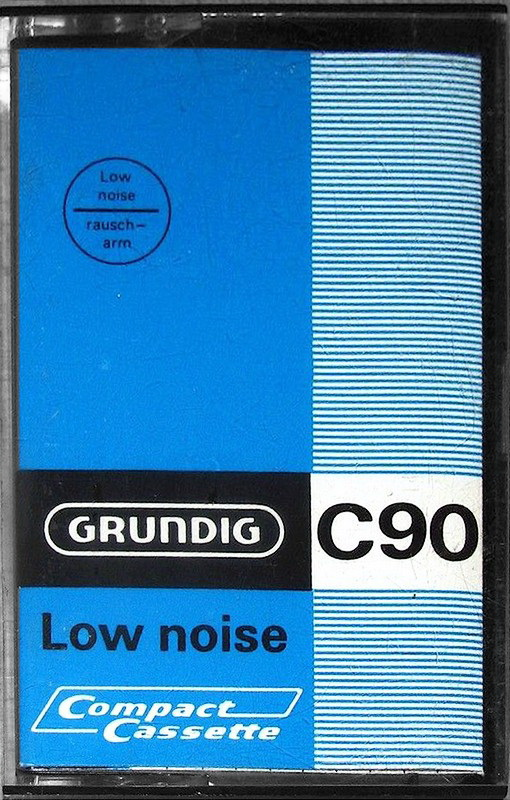 Low
noise
rausch-
arm
GRUNDIG
C90
Low noise
Compact
Cassette